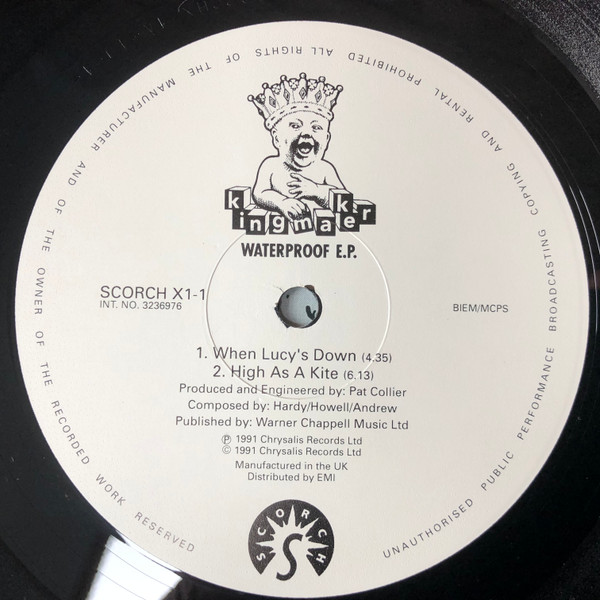 kingmaker
WATERPROOF E.P.
SCORCH X1-1
INT. NO. 3236976
BIEM/MCPS
1. When Lucy's Down (4.35)
2. High As A Kite (6.13)
Produced and Engineered by: Pat Collier
Composed by: Hardy/Howell/Andrew
Published by: Warner Chappell Music Ltd
℗ 1991 Chrysalis Records Ltd
© 1991 Chrysalis Records Ltd
Manufactured in the UK
Distributed by EMI
SCORCH
S
UNAUTHORISED PUBLIC PERFORMANCE BROADCASTING COPYING AND RENTAL PROHIBITED ALL RIGHTS OF THE MANUFACTURER AND OF THE OWNER OF THE RECORDED WORK RESERVED